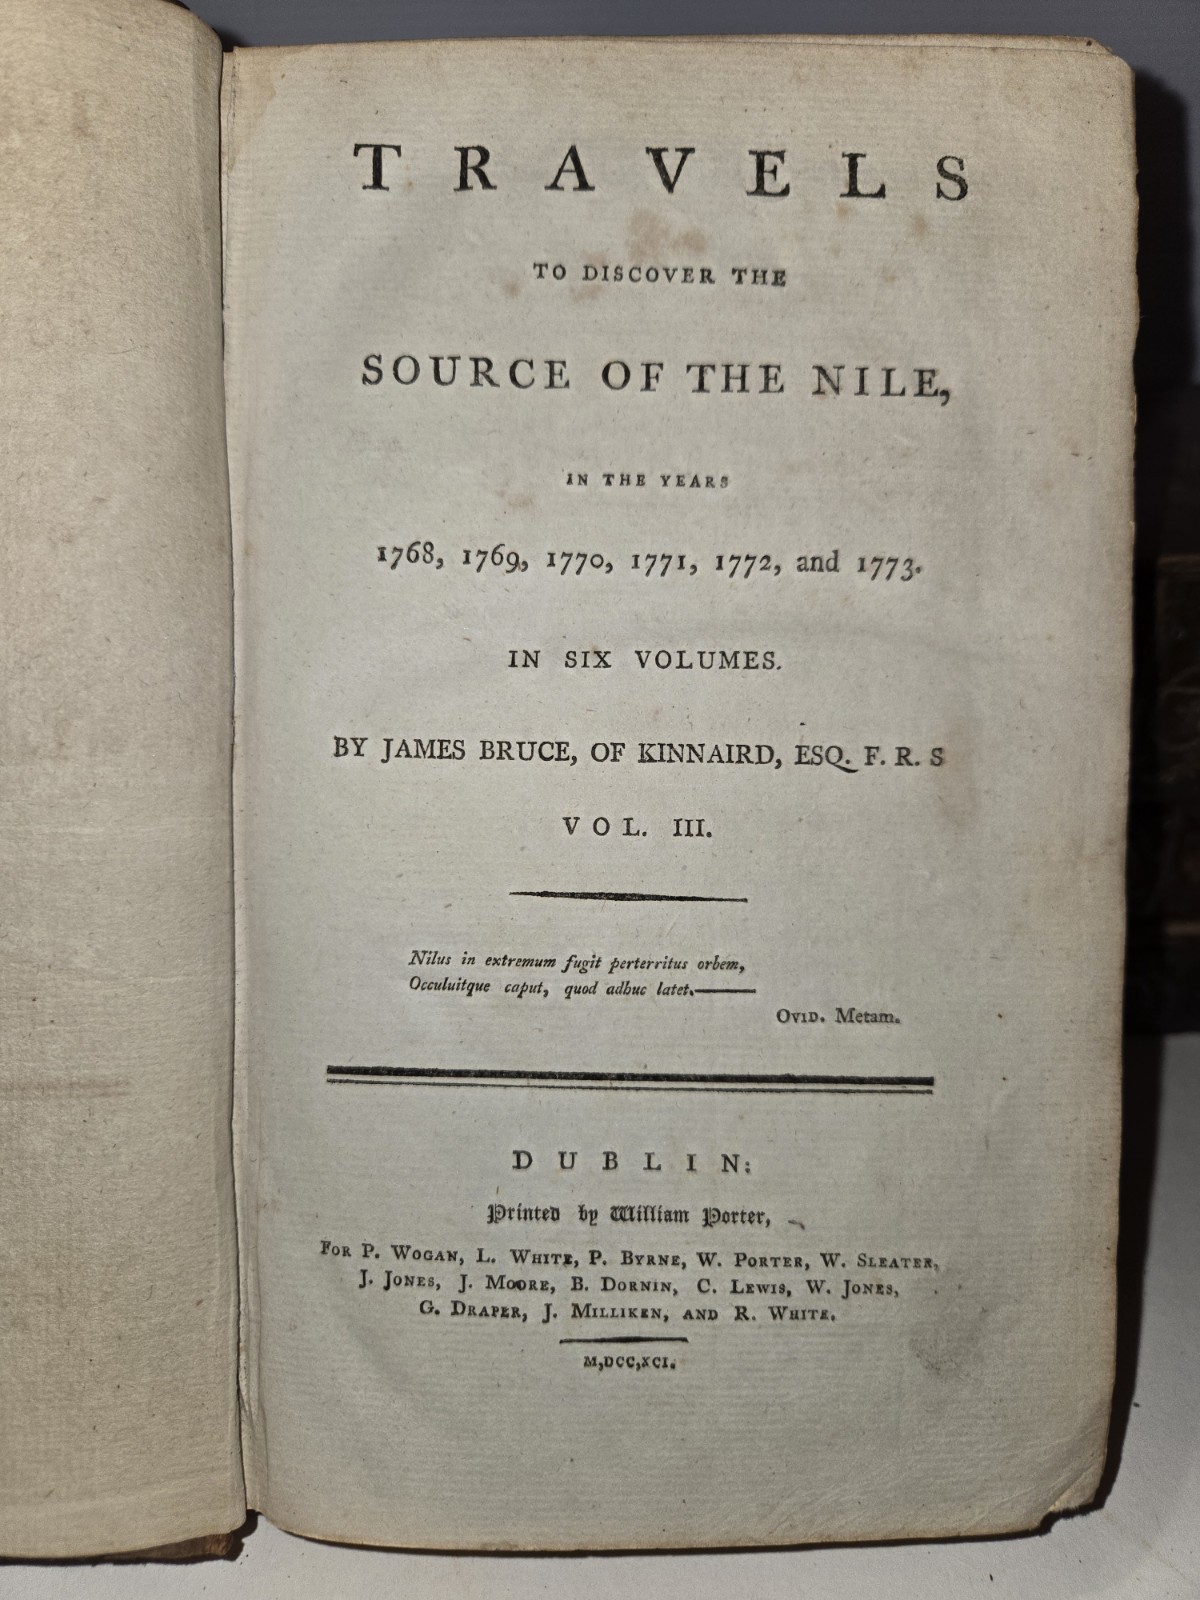 TRAVELS
TO DISCOVER THE
SOURCE OF THE NILE,
IN THE YEARS
1768, 1769, 1770, 1771, 1772, and 1773.
IN SIX VOLUMES.
BY JAMES BRUCE, OF KINNAIRD, ESQ. F. R. S
VOL. III.
Nilus in extremum fugit perterritus orbem,
Occuluitque caput, quod adhuc latet.——
OVID. Metam.
DUBLIN:
Printed by William Porter,
FOR P. WOGAN, L. WHITE, P. BYRNE, W. PORTER, W. SLEATER,
J. JONES, J. MOORE, B. DORNIN, C. LEWIS, W. JONES,
G. DRAPER, J. MILLIKEN, AND R. WHITE.
M,DCC,XCI.